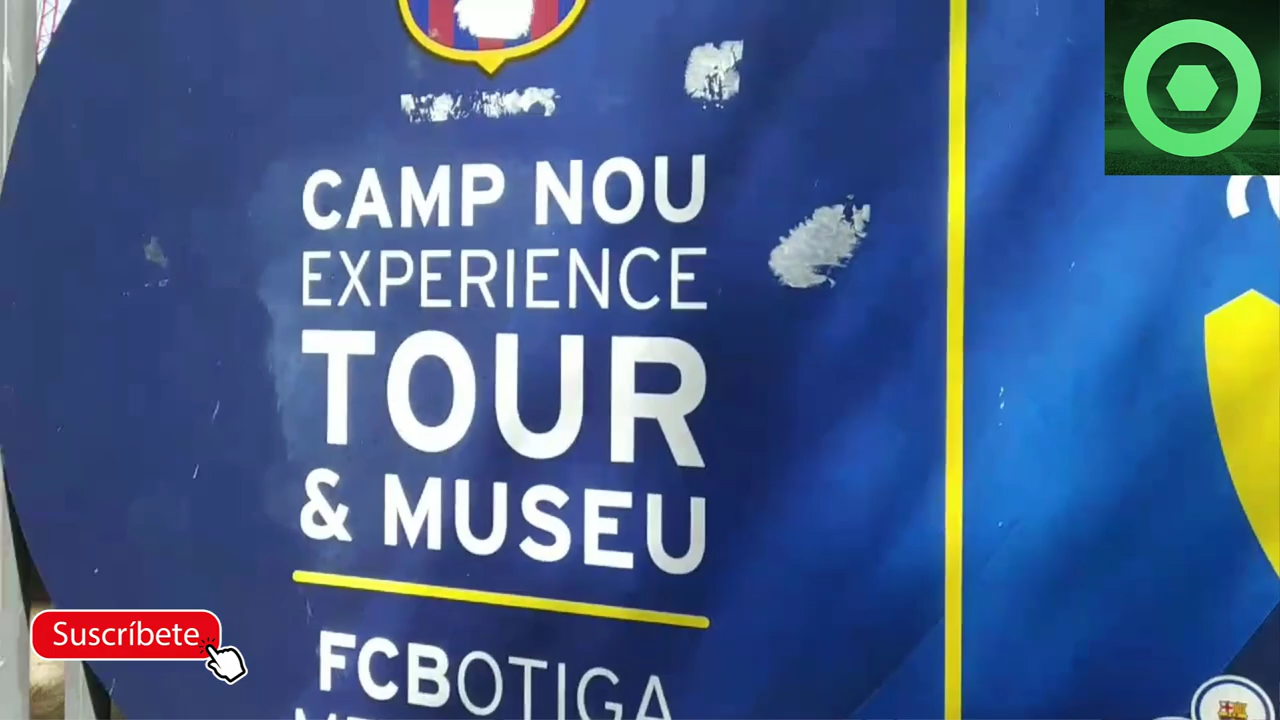 CAMP NOU
EXPERIENCE
TOUR
& MUSEU
FCBOTIGA
Suscríbete